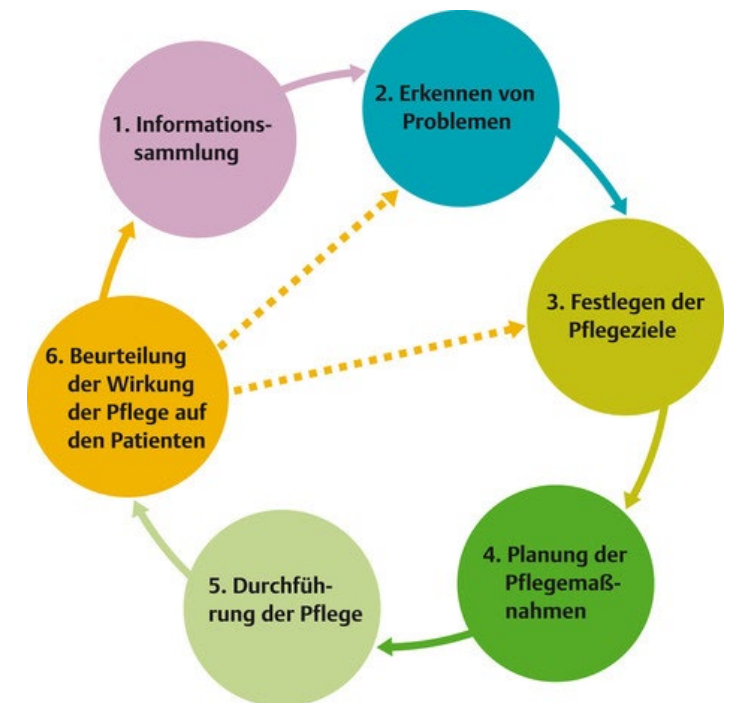 1. Informations-
sammlung
2. Erkennen von
Problemen
3. Festlegen der
Pflegeziele
4. Planung der
Pflegemaß-
nahmen
5. Durchfüh-
rung der Pflege
6. Beurteilung
der Wirkung
der Pflege auf
den Patienten